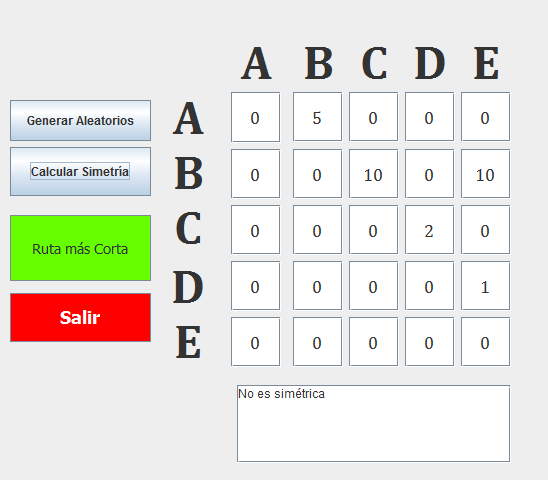 A B C D E
Generar Aleatorios
A 0 5 0 0 0
Calcular Simetría
B 0 0 10 0 10
Ruta más Corta
C 0 0 0 2 0
Salir
D 0 0 0 0 1
E 0 0 0 0 0
No es simétrica